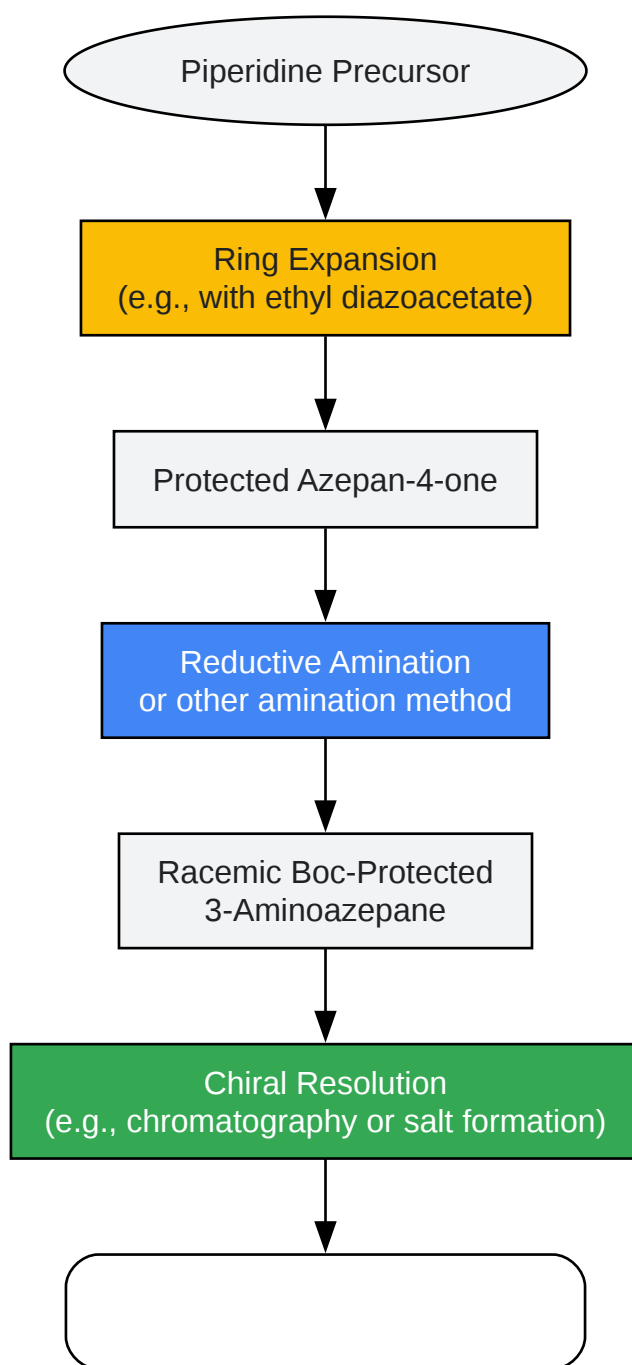 Piperidine Precursor
Ring Expansion
(e.g., with ethyl diazoacetate)
Protected Azepan-4-one
Reductive Amination
or other amination method
Racemic Boc-Protected
3-Aminoazepane
Chiral Resolution
(e.g., chromatography or salt formation)